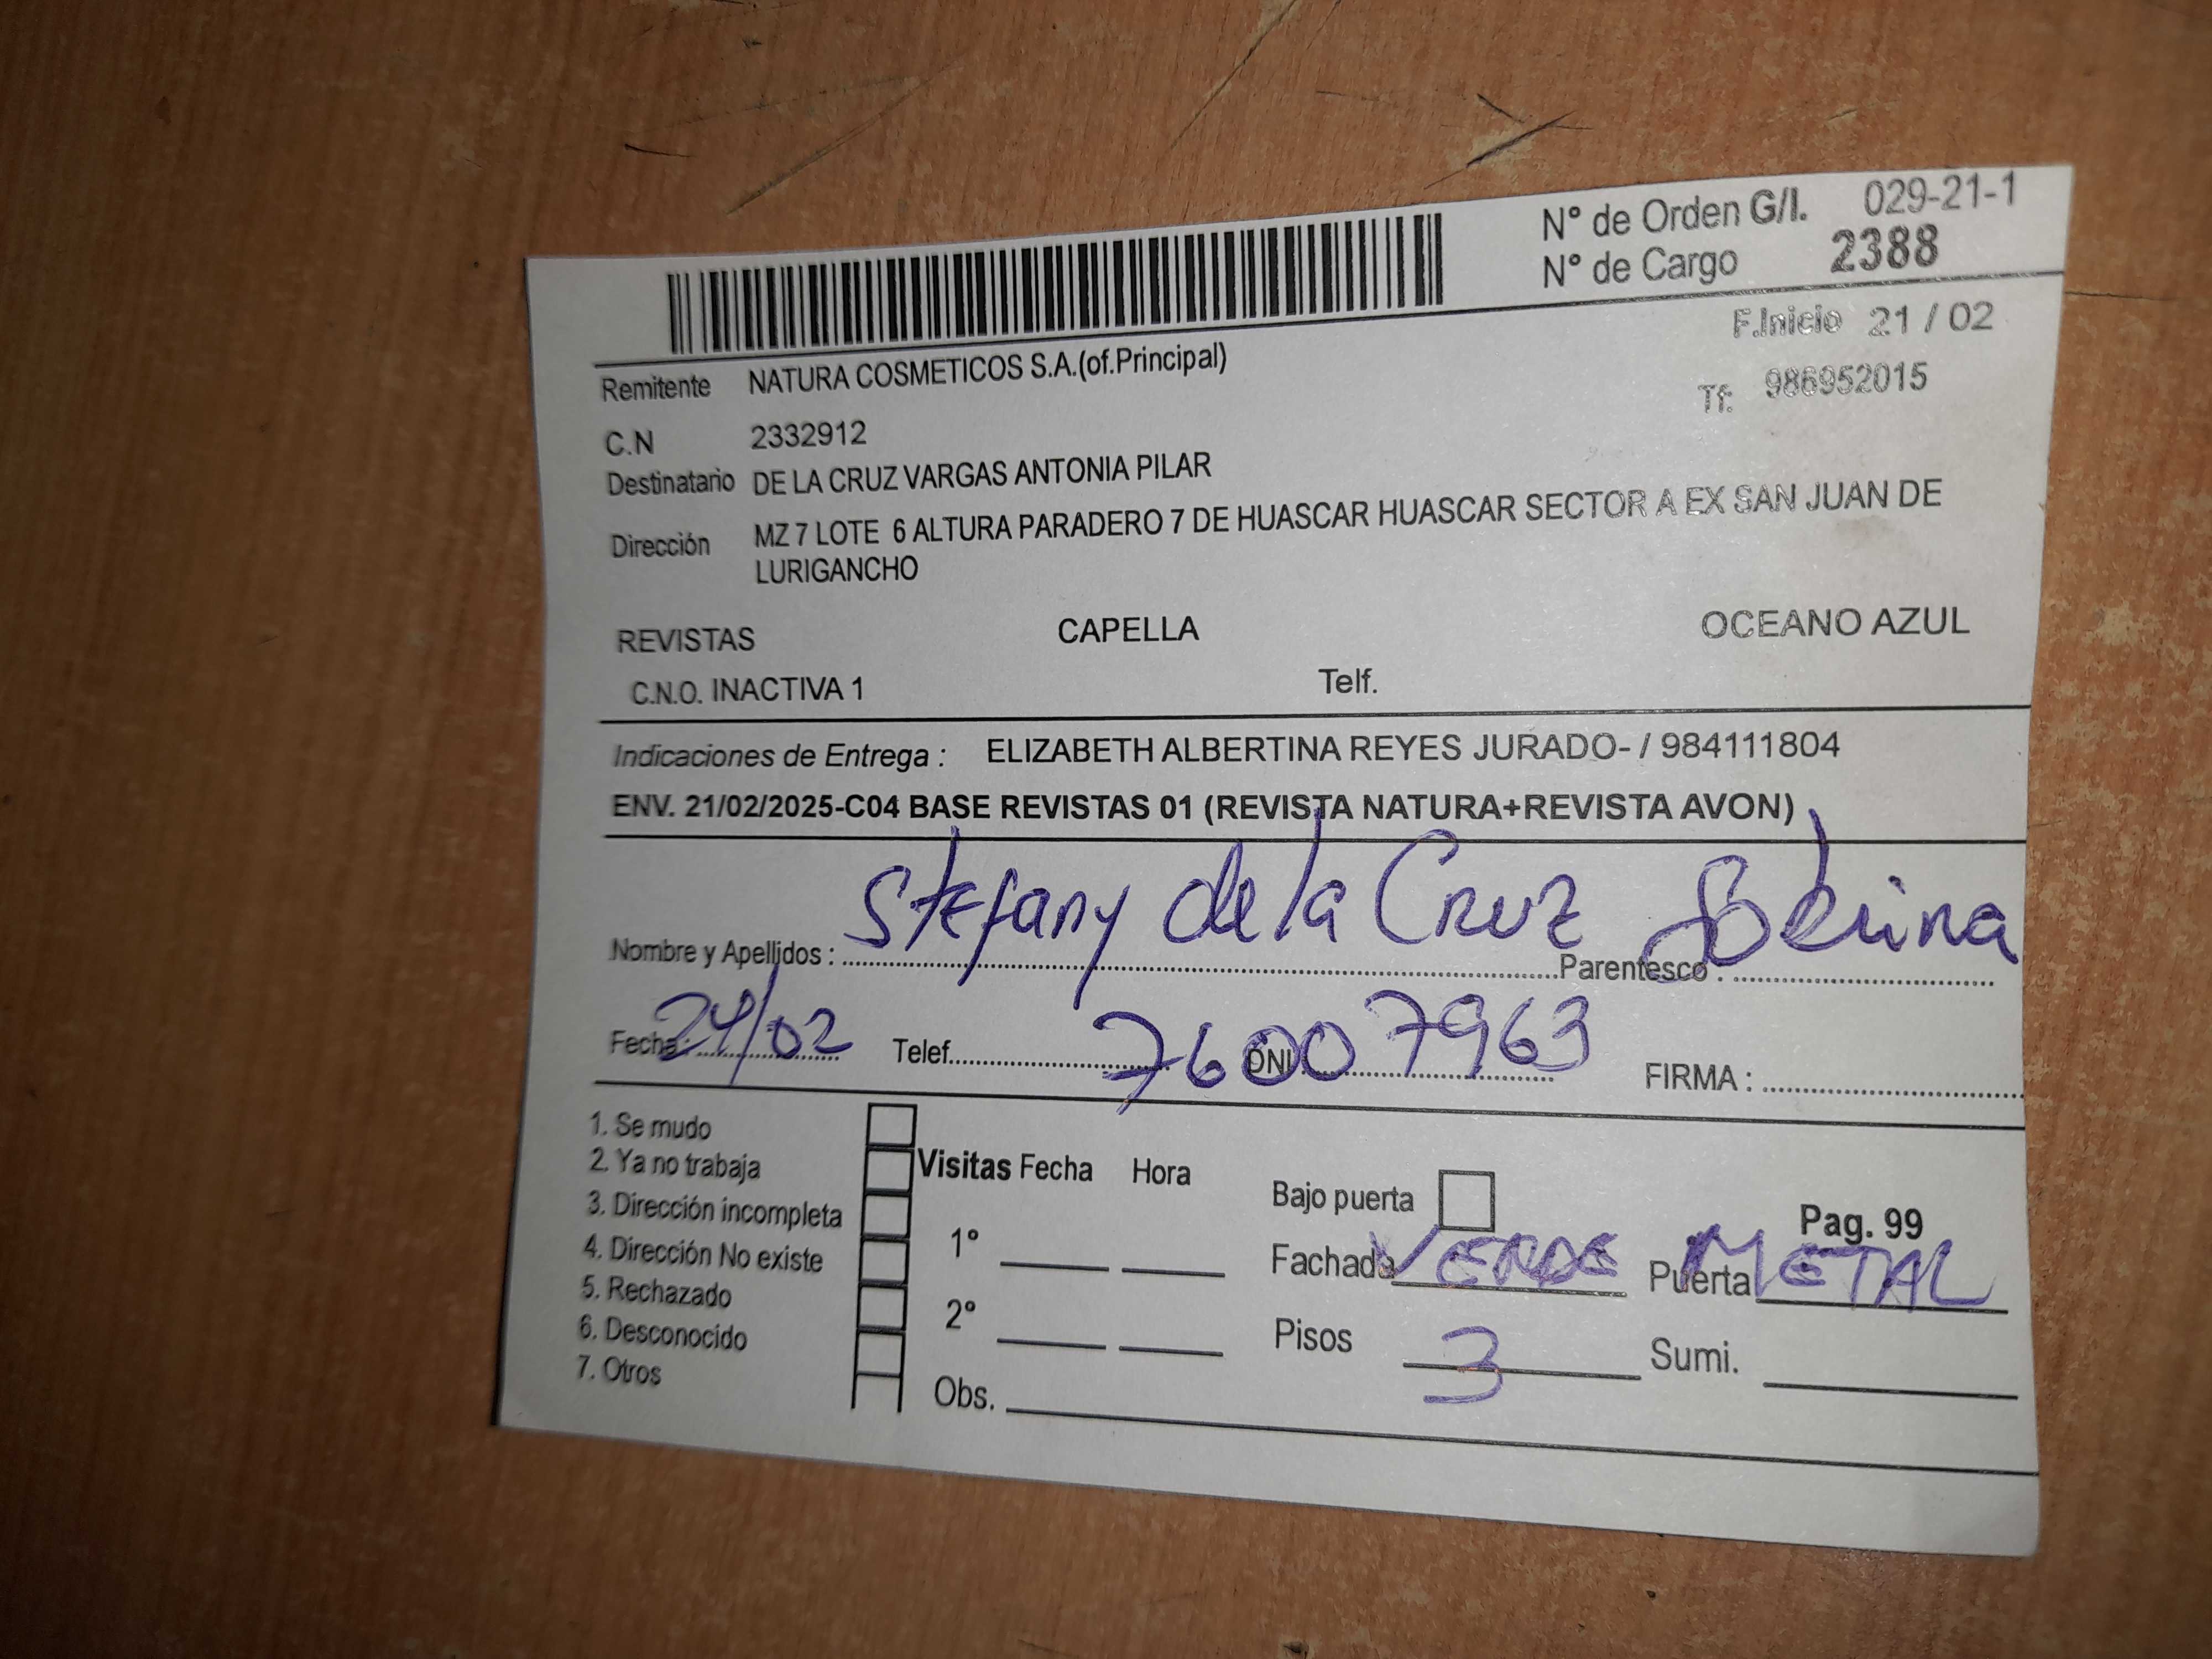 N° de Orden G/I. 029-21-1
N° de Cargo 2388
F.Inicio 21 / 02
Remitente NATURA COSMETICOS S.A.(of.Principal)
Tf: 986952015
C.N 2332912
Destinatario DE LA CRUZ VARGAS ANTONIA PILAR
Dirección MZ 7 LOTE 6 ALTURA PARADERO 7 DE HUASCAR HUASCAR SECTOR A EX SAN JUAN DE
LURIGANCHO
REVISTAS CAPELLA OCEANO AZUL
C.N.O. INACTIVA 1 Telf.
Indicaciones de Entrega : ELIZABETH ALBERTINA REYES JURADO- / 984111804
ENV. 21/02/2025-C04 BASE REVISTAS 01 (REVISTA NATURA+REVISTA AVON)
Nombre y Apellidos : Stefany de la Cruz Parentesco : Sobrina
Fecha : 24/02 Telef. DNI 76007963 FIRMA :
1. Se mudo
2. Ya no trabaja
3. Dirección incompleta
4. Dirección No existe
5. Rechazado
6. Desconocido
7. Otros
Visitas Fecha Hora
1°
2°
Obs.
Bajo puerta
Pag. 99
Fachada VERDE Puerta METAL
Pisos 3 Sumi.